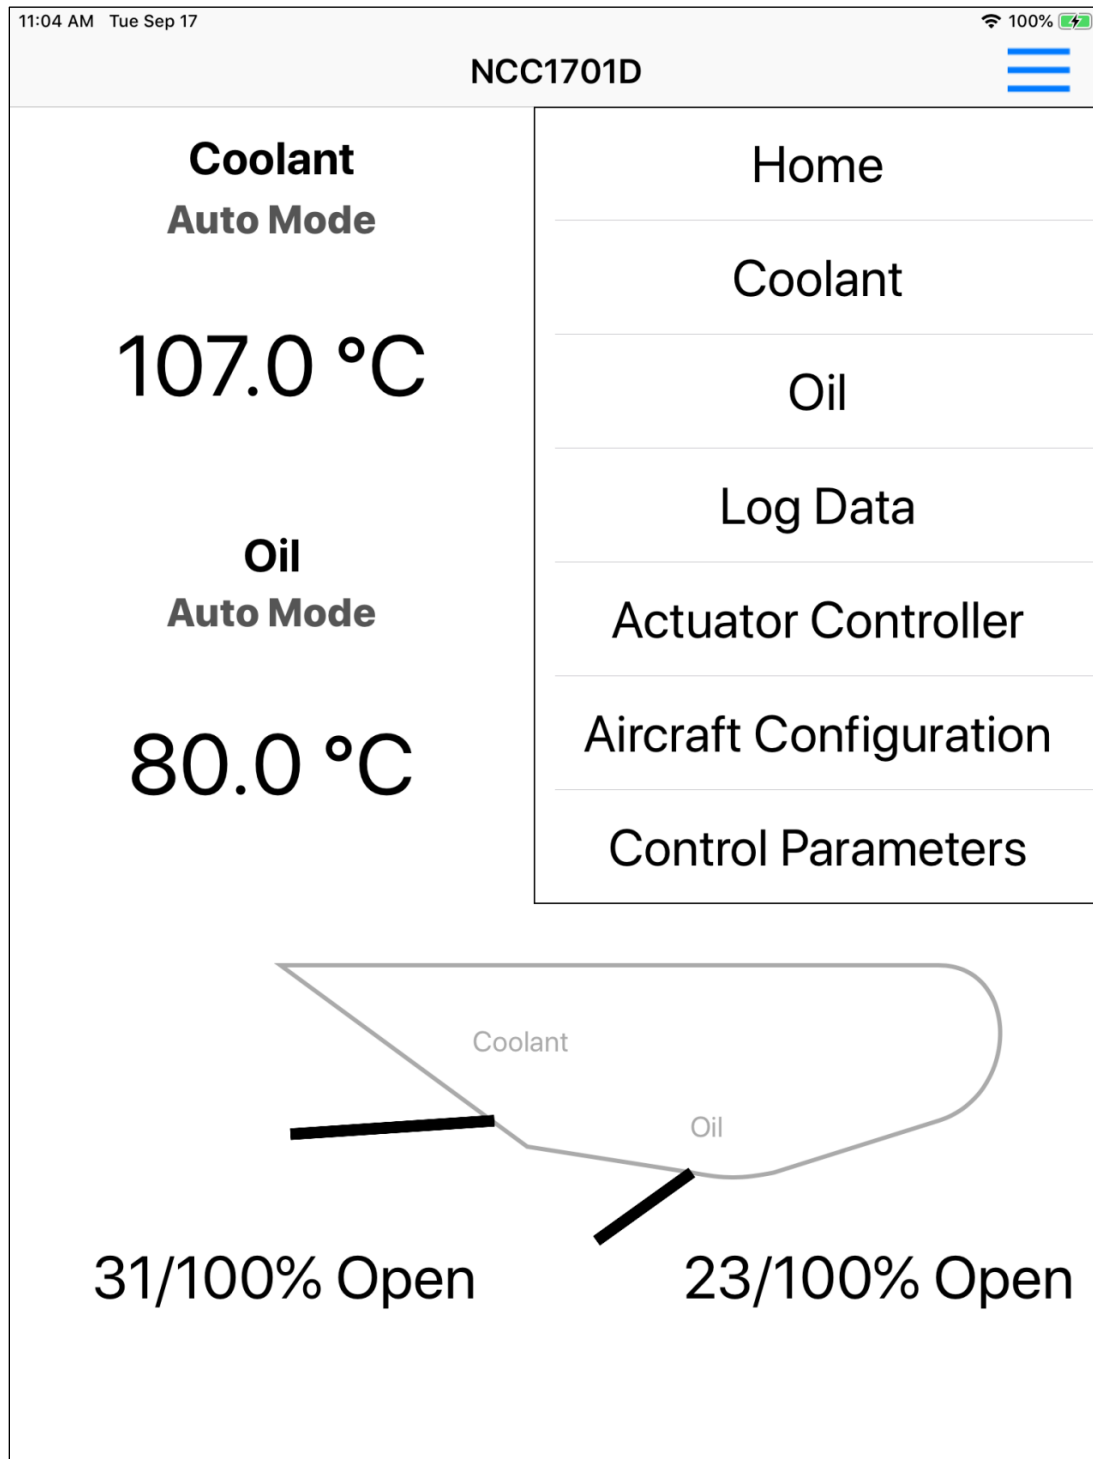 11:04 AM Tue Sep 17 100%
NCC1701D
Coolant
Auto Mode
107.0 °C
Oil
Auto Mode
80.0 °C
Home
Coolant
Oil
Log Data
Actuator Controller
Aircraft Configuration
Control Parameters
Coolant
Oil
31/100% Open
23/100% Open